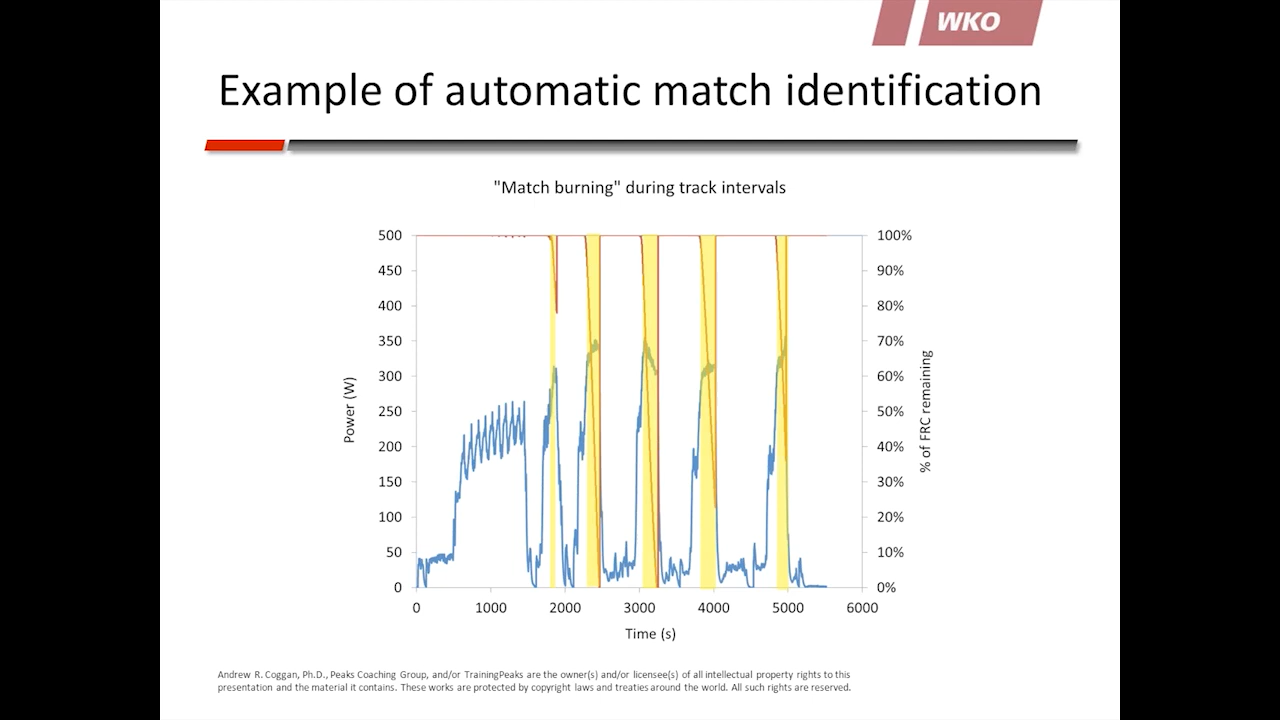 WKO
Example of automatic match identification
"Match burning" during track intervals
500
450
400
350
300
250
200
150
100
50
0
Power (W)
100%
90%
80%
70%
60%
50%
40%
30%
20%
10%
0%
% of FRC remaining
0 1000 2000 3000 4000 5000 6000
Time (s)
Andrew R. Coggan, Ph.D., Peaks Coaching Group, and/or TrainingPeaks are the owner(s) and/or licensee(s) of all intellectual property rights to this
presentation and the material it contains. These works are protected by copyright laws and treaties around the world. All such rights are reserved.